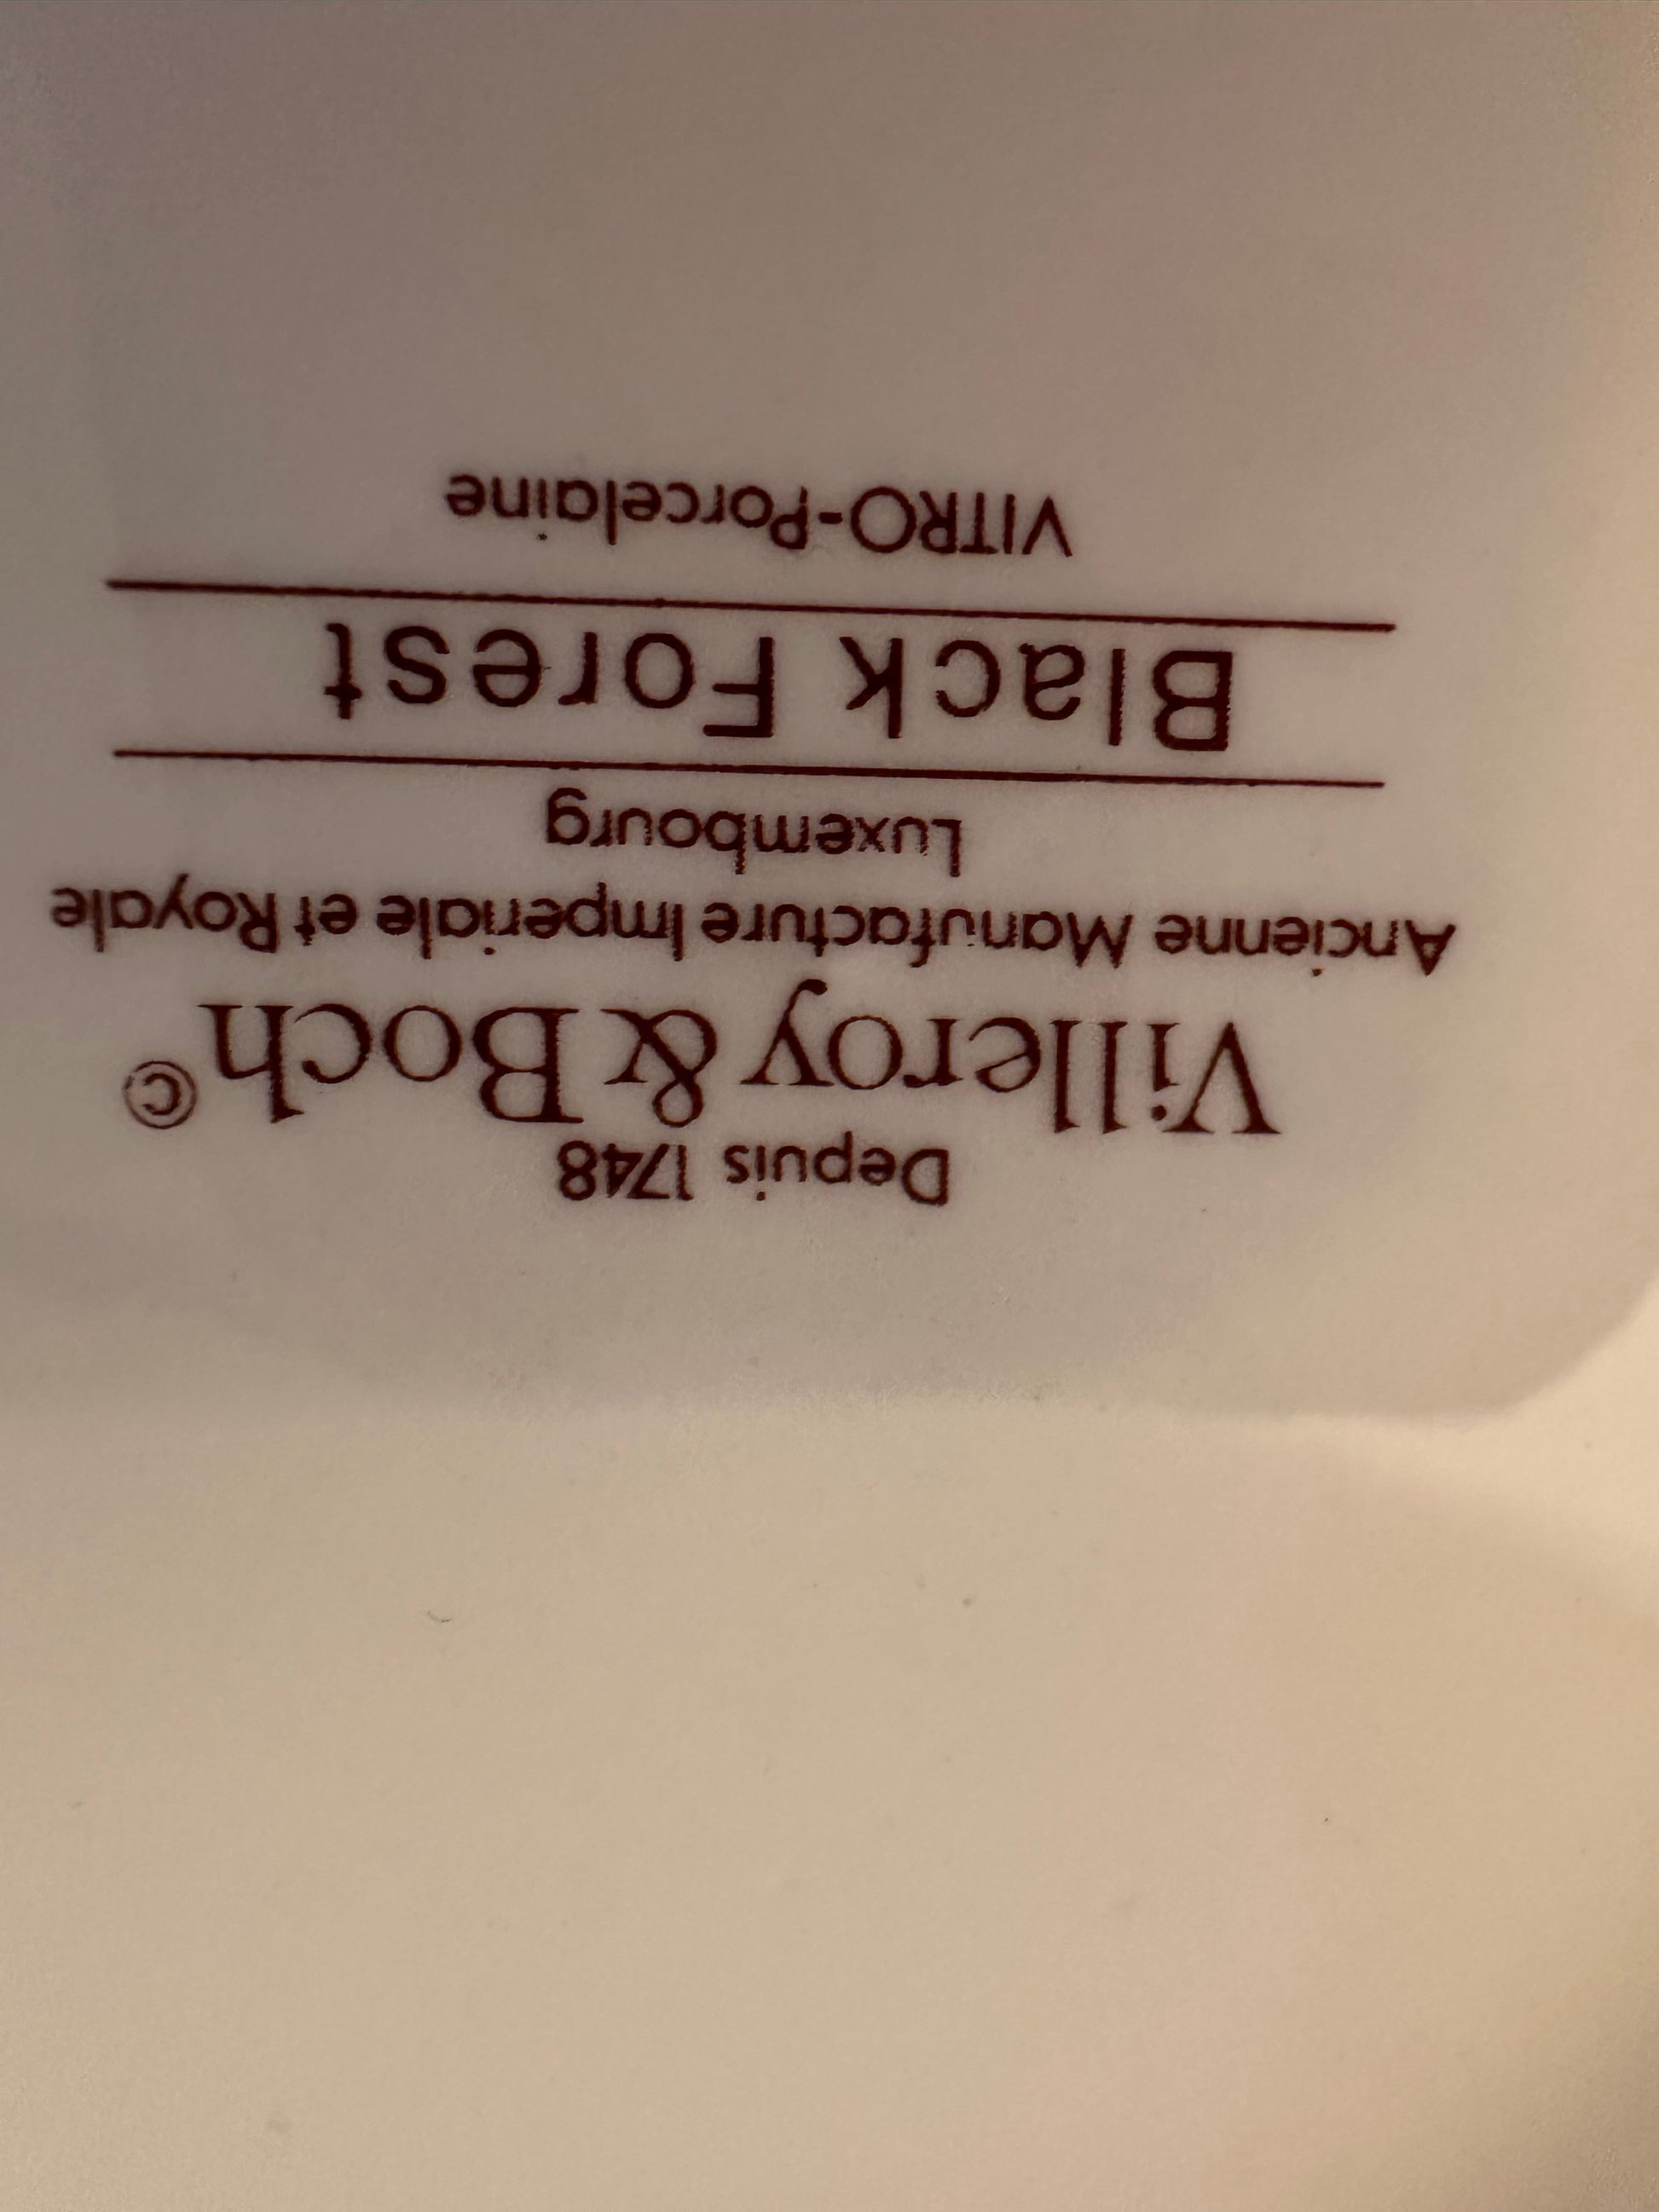 Depuis 1748
Villeroy & Boch©
Ancienne Manufacture Impériale et Royale
Luxembourg
Black Forest
VITRO-Porcelaine